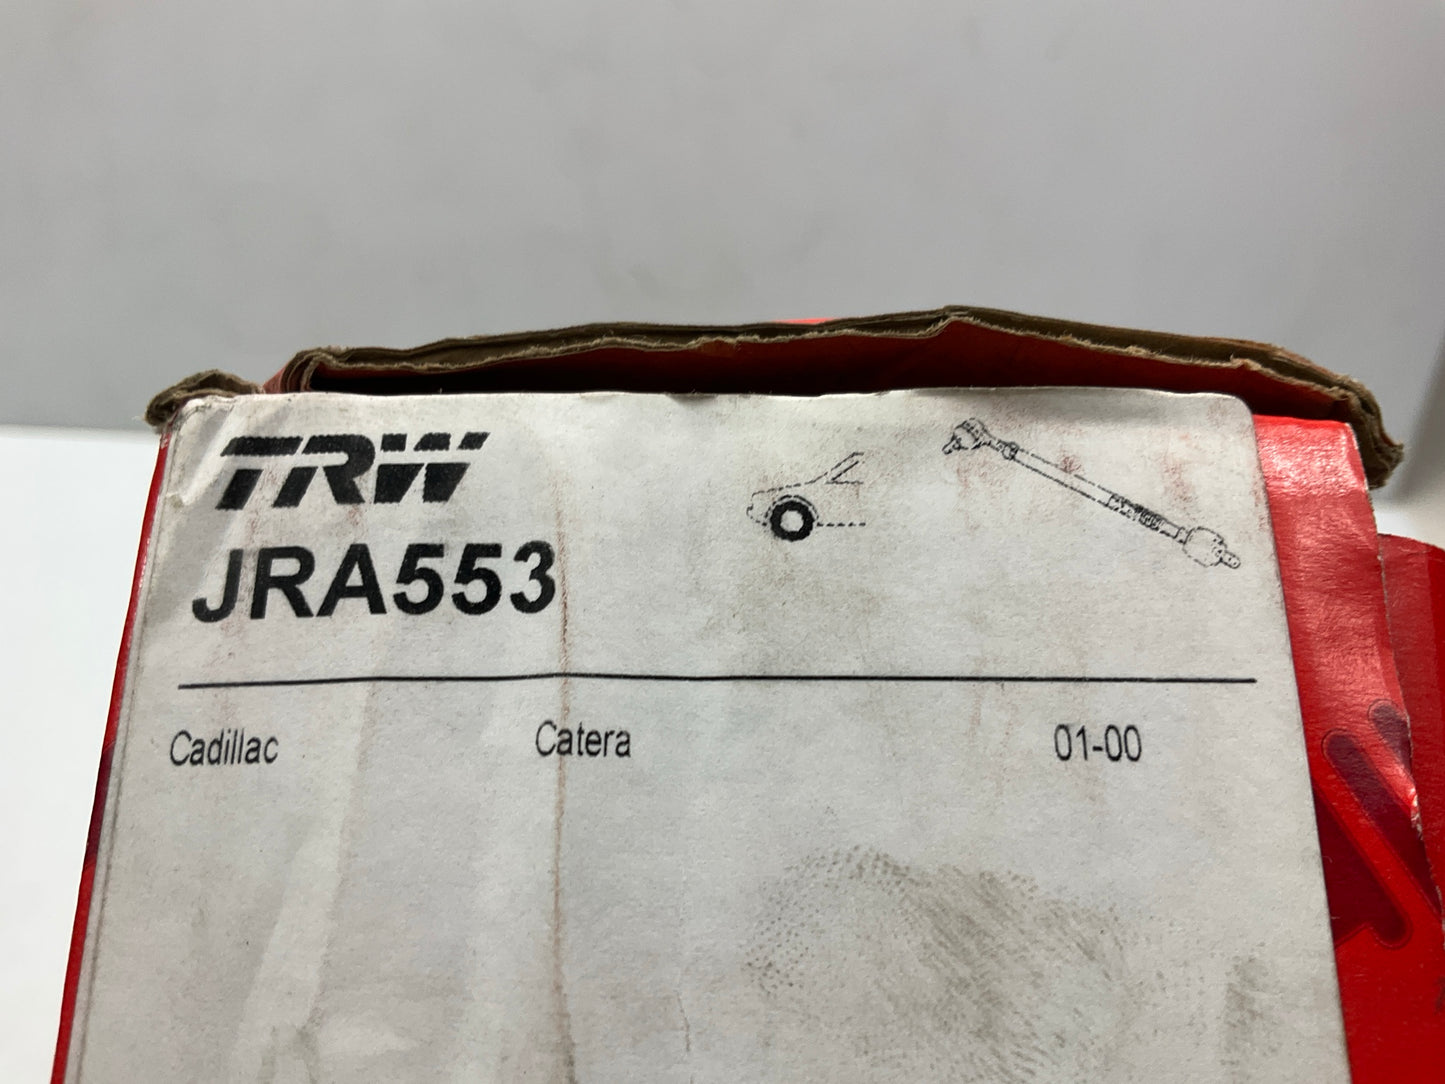 TRW
JRA553
Cadillac Catera 01-00